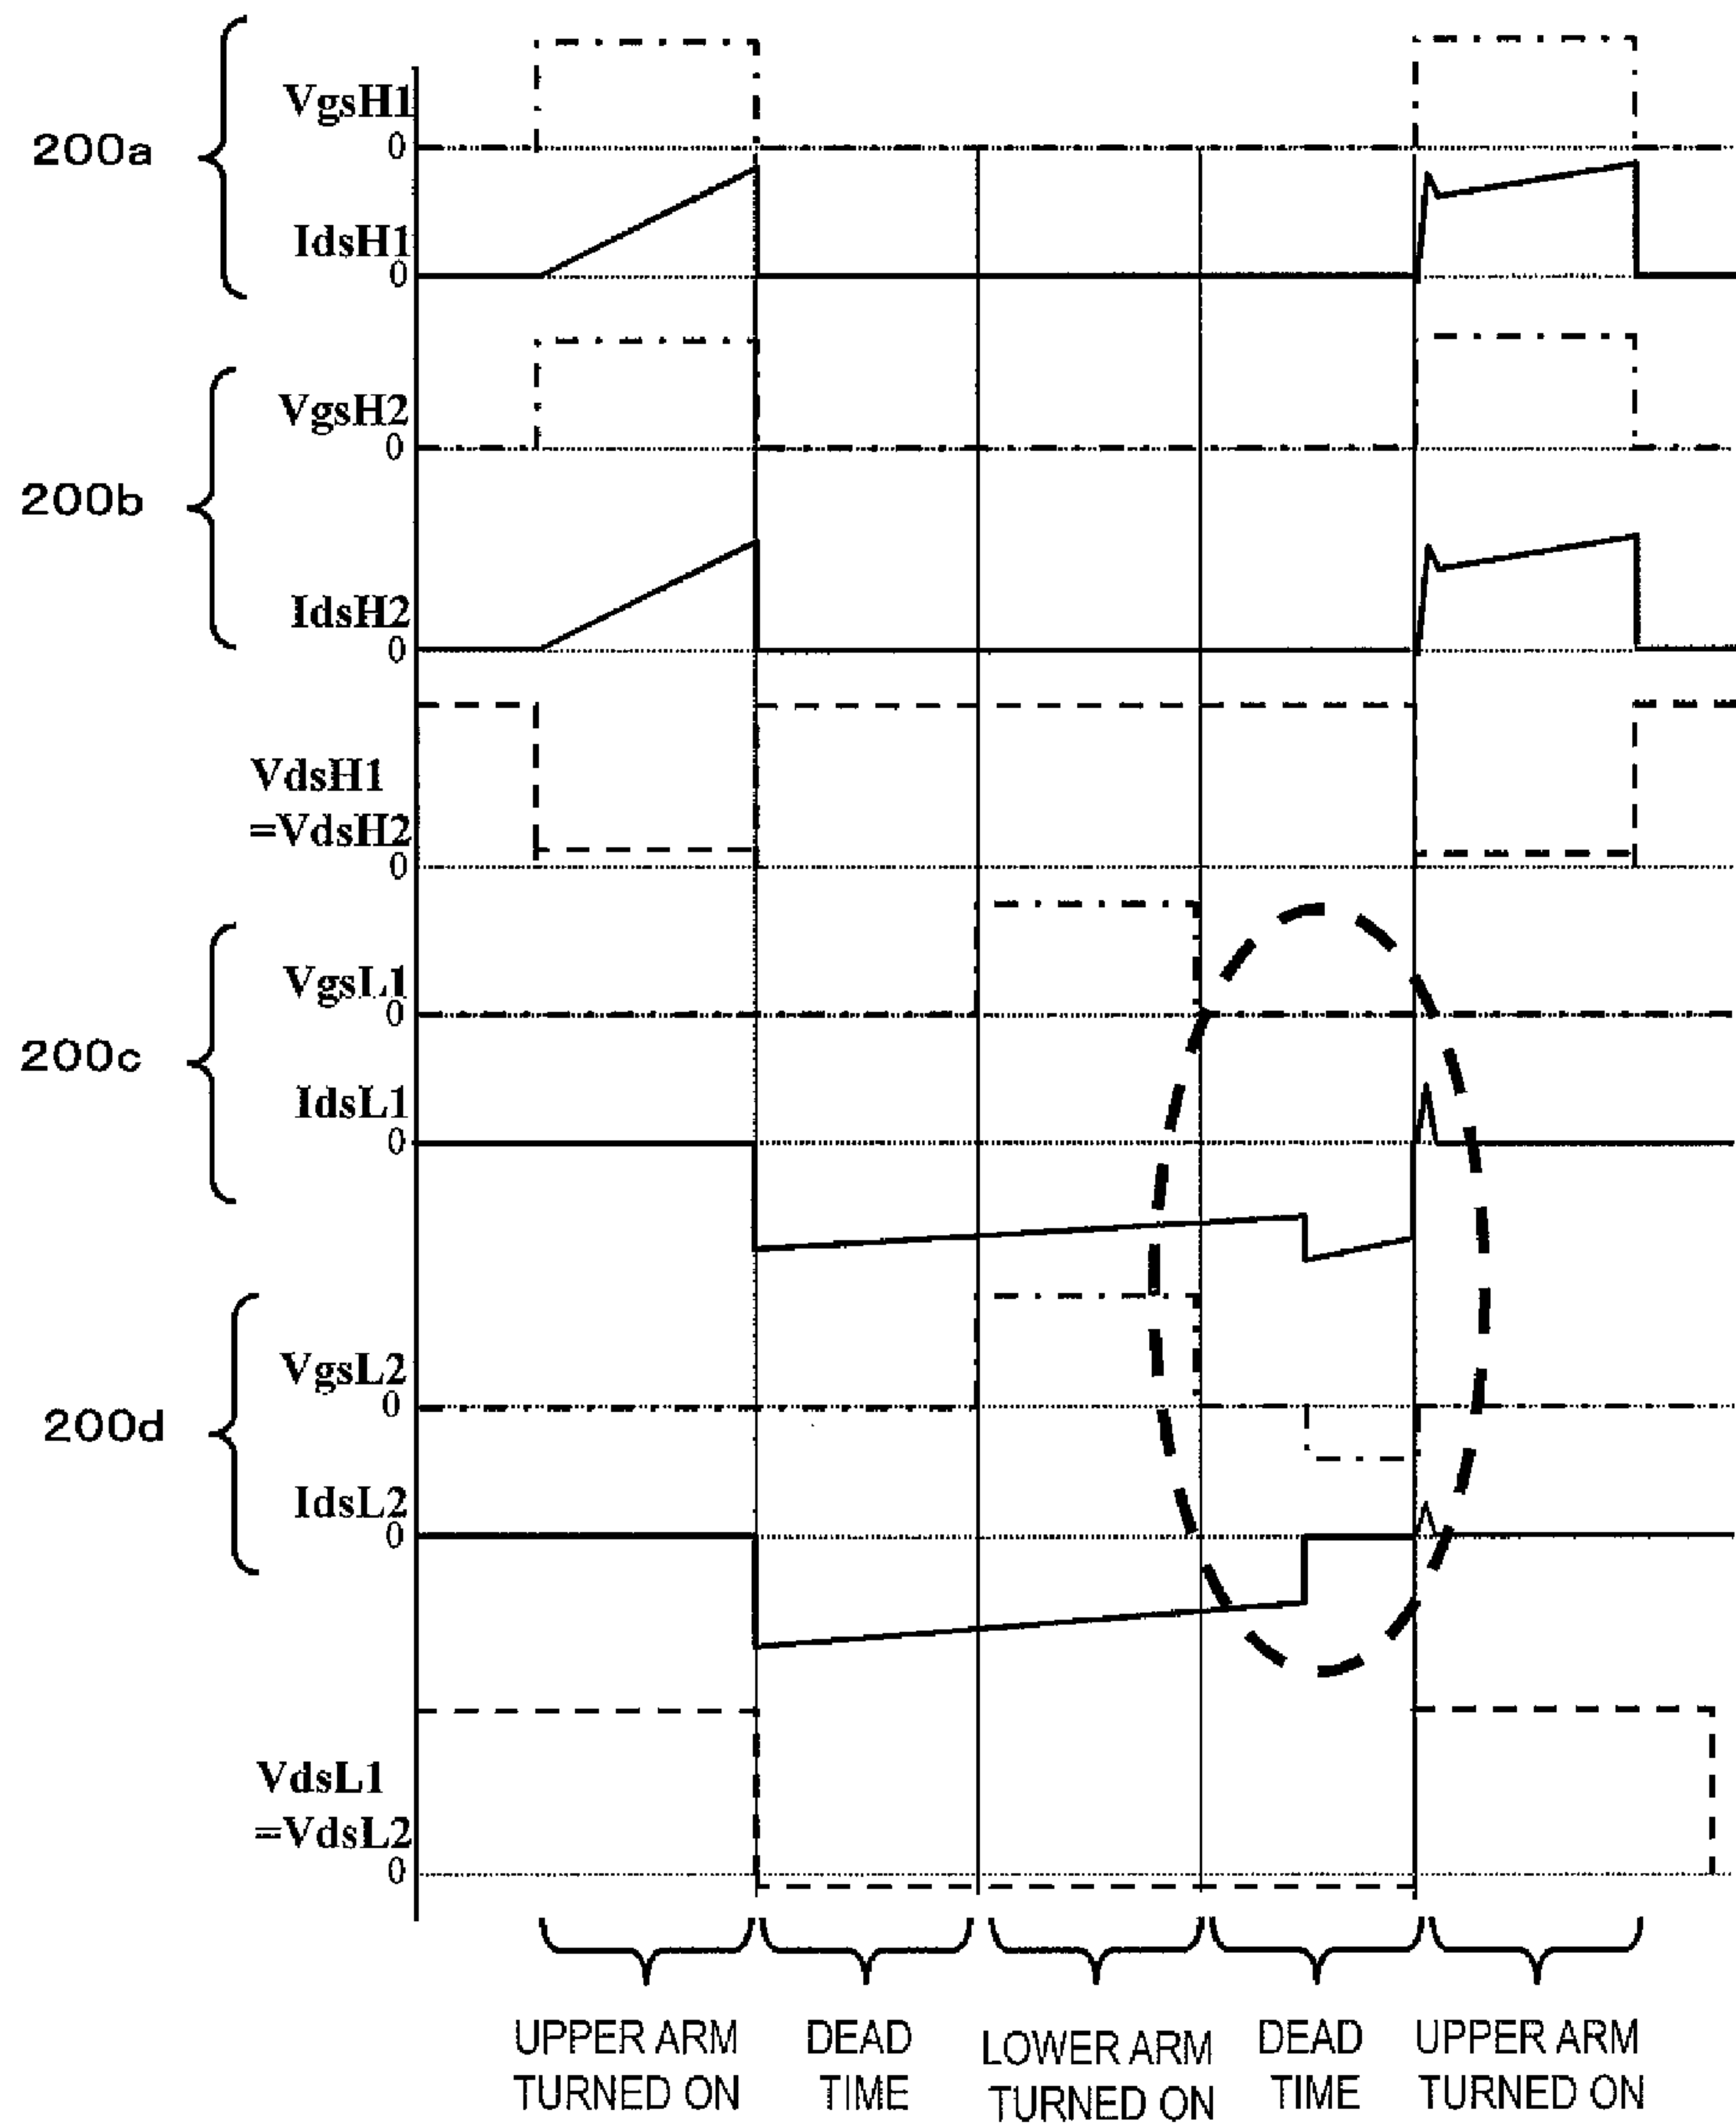 200a
VgsH1
0
IdsH1
0
200b
VgsH2
0
IdsH2
0
VdsH1
=VdsH2
0
200c
VgsL1
0
IdsL1
0
200d
VgsL2
0
IdsL2
0
VdsL1
=VdsL2
0
UPPER ARM
TURNED ON
DEAD
TIME
LOWER ARM
TURNED ON
DEAD
TIME
UPPER ARM
TURNED ON